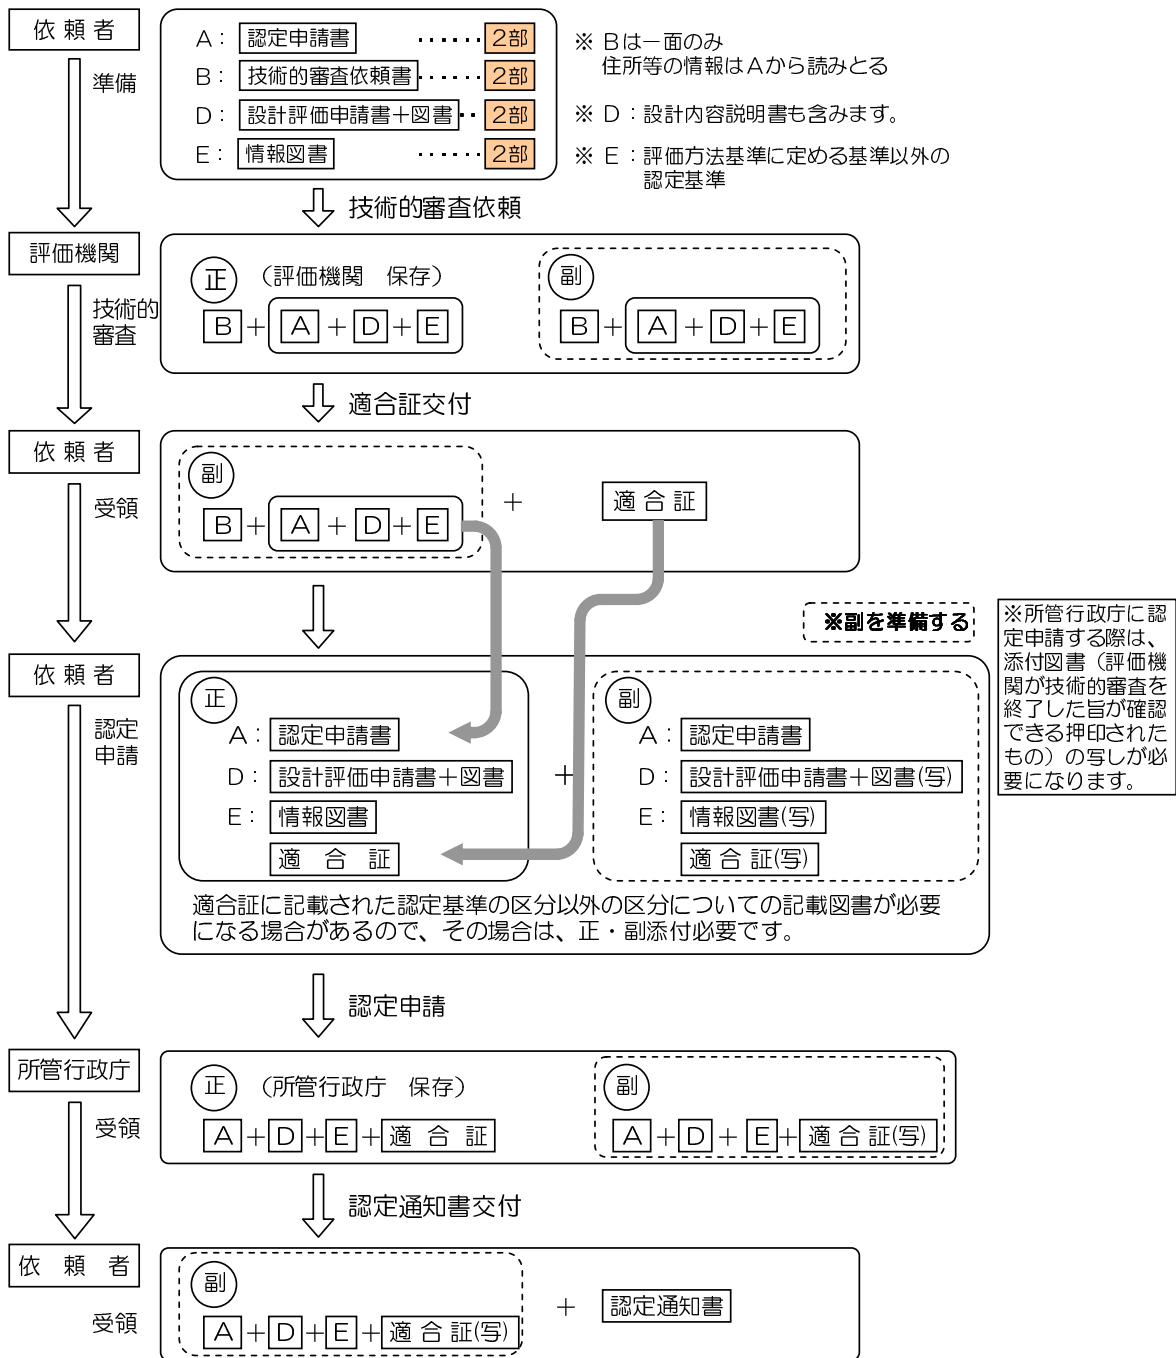 依 頼 者
準備
A： 認定申請書 ‥‥‥ 2部
B： 技術的審査依頼書 ‥‥‥ 2部
D： 設計評価申請書＋図書 ‥ 2部
E： 情報図書 ‥‥‥ 2部
※ Bは一面のみ
住所等の情報はAから読みとる
※ D：設計内容説明書も含みます。
※ E：評価方法基準に定める基準以外の
認定基準
技術的審査依頼
評価機関
技術的
審査
正 （評価機関　保存）
B ＋ A ＋ D ＋ E
副
B ＋ A ＋ D ＋ E
適合証交付
依 頼 者
受領
副
B ＋ A ＋ D ＋ E
＋
適 合 証
※副を準備する
※所管行政庁に認
定申請する際は、
添付図書（評価機
関が技術的審査を
終了した旨が確認
できる押印された
もの）の写しが必
要になります。
依 頼 者
認定
申請
正
A： 認定申請書
D： 設計評価申請書＋図書
E： 情報図書
適 合 証
＋
副
A： 認定申請書
D： 設計評価申請書＋図書(写)
E： 情報図書(写)
適 合 証(写)
適合証に記載された認定基準の区分以外の区分についての記載図書が必要
になる場合があるので、その場合は、正・副添付必要です。
認定申請
所管行政庁
受領
正 （所管行政庁　保存）
A ＋ D ＋ E ＋ 適 合 証
副
A ＋ D ＋ E ＋ 適 合 証(写)
認定通知書交付
依 頼 者
受領
副
A ＋ D ＋ E ＋ 適 合 証(写)
＋ 認定通知書